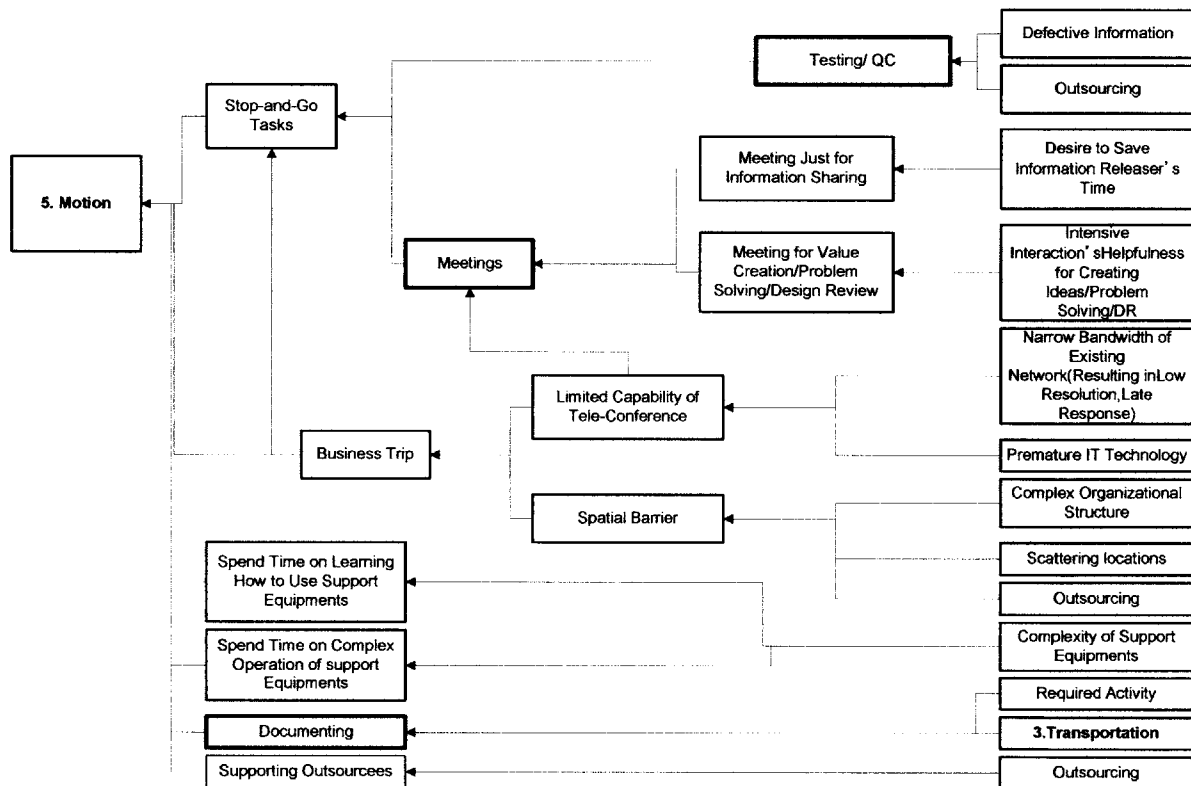 Defective Information
Testing/ QC
Outsourcing
Stop-and-Go
Tasks
Meeting Just for
Information Sharing
Desire to Save
Information Releaser's
Time
5. Motion
Meetings
Meeting for Value
Creation/Problem
Solving/Design Review
Intensive
Interaction'sHelpfulness
for Creating
Ideas/Problem
Solving/DR
Narrow Bandwidth of
Existing
Network(Resulting inLow
Resolution,Late
Response)
Limited Capability of
Tele-Conference
Business Trip
Premature IT Technology
Spatial Barrier
Complex Organizational
Structure
Scattering locations
Outsourcing
Spend Time on Learning
How to Use Support
Equipments
Spend Time on Complex
Operation of support
Equipments
Complexity of Support
Equipments
Required Activity
Documenting
3.Transportation
Supporting Outsourcees
Outsourcing